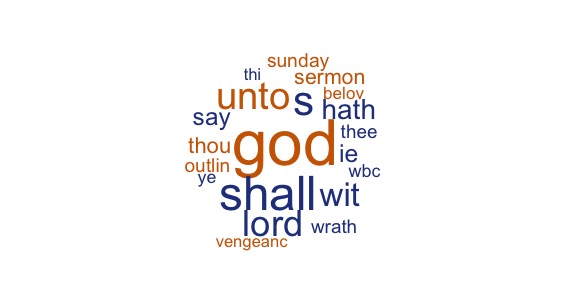 sunday
thi sermon
unto s belov
say hath
thou god thee
outlin ie
ye wbc
shall wit
lord wrath
vengeanc